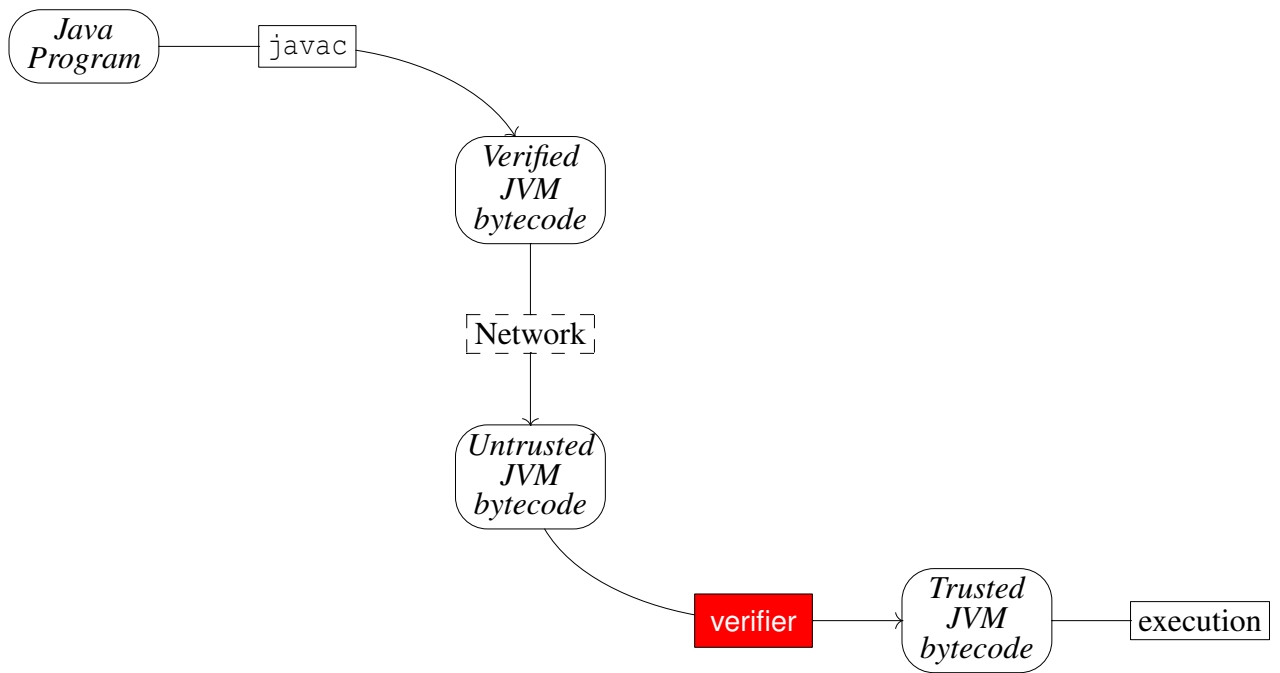 Java
Program
javac
Verified
JVM
bytecode
Network
Untrusted
JVM
bytecode
verifier
Trusted
JVM
bytecode
execution